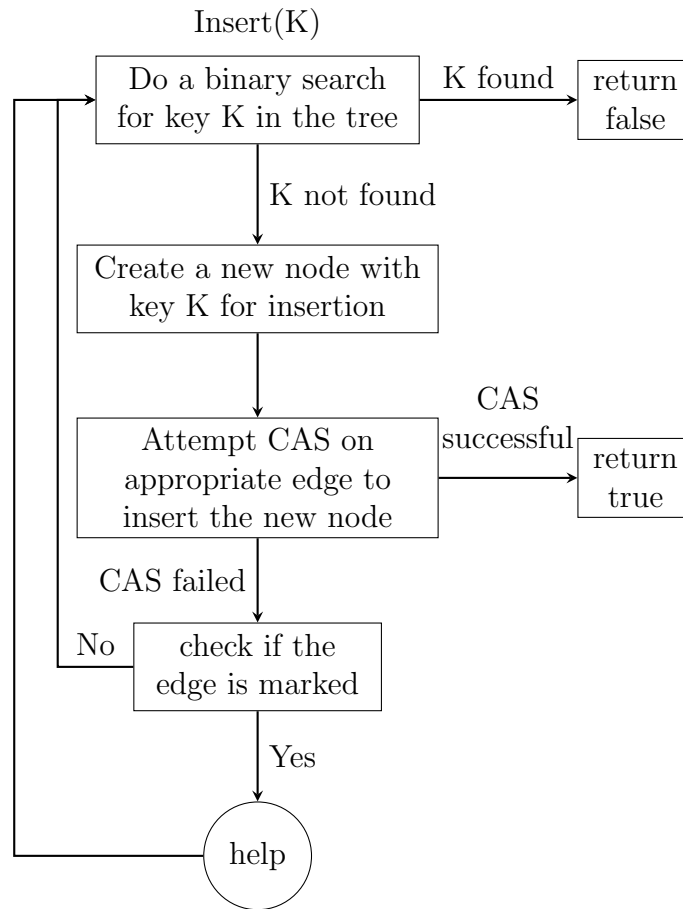 Insert(K)
Do a binary search
for key K in the tree
K found
return
false
K not found
Create a new node with
key K for insertion
Attempt CAS on
appropriate edge to
insert the new node
CAS
successful
return
true
CAS failed
No
check if the
edge is marked
Yes
help